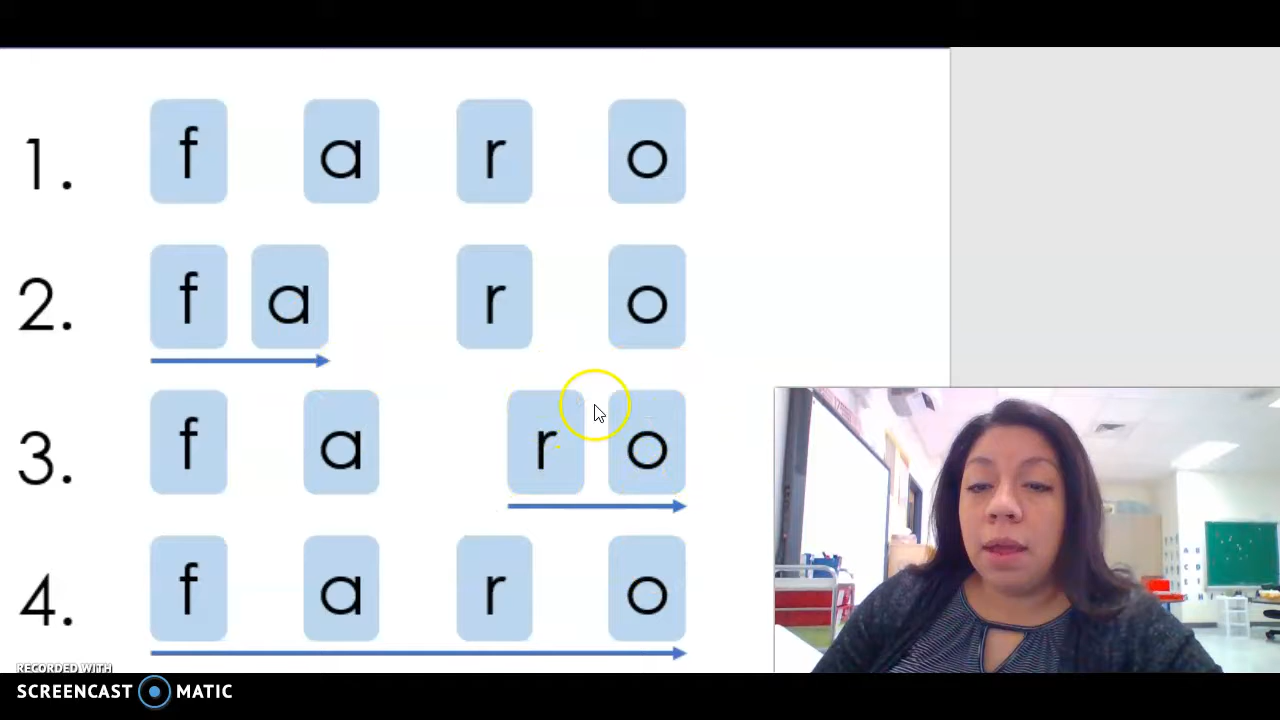 1. f a r o
2. f a r o
3. f a r o
4. f a r o
RECORDED WITH
SCREENCAST MATIC